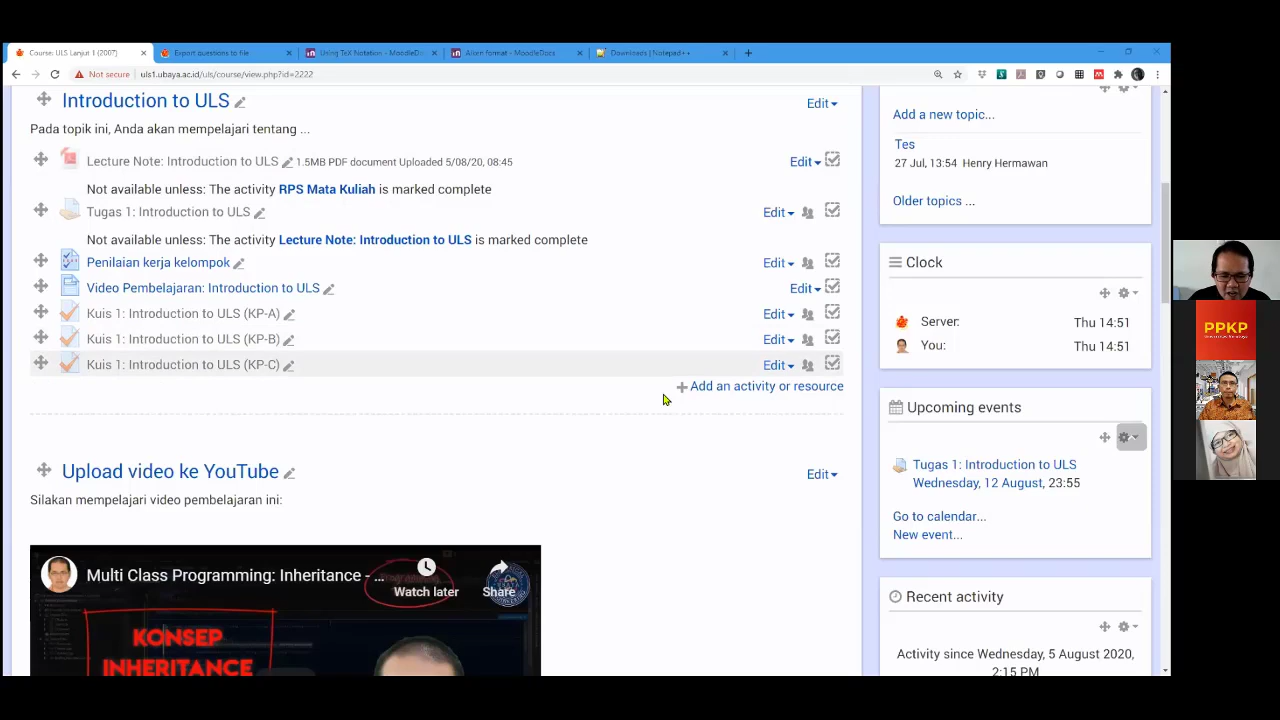 Course: ULS Lanjut 1 (2007)
Export questions to file
Using TeX Notation - MoodleDoc
Aiken format - MoodleDocs
Downloads | Notepad++
Not secure
uls1.ubaya.ac.id/uls/course/view.php?id=2222
Introduction to ULS
Edit
Pada topik ini, Anda akan mempelajari tentang ...
Lecture Note: Introduction to ULS 1.5MB PDF document Uploaded 5/08/20, 08:45
Edit
Not available unless: The activity RPS Mata Kuliah is marked complete
Tugas 1: Introduction to ULS
Edit
Not available unless: The activity Lecture Note: Introduction to ULS is marked complete
Penilaian kerja kelompok
Edit
Video Pembelajaran: Introduction to ULS
Edit
Kuis 1: Introduction to ULS (KP-A)
Edit
Kuis 1: Introduction to ULS (KP-B)
Edit
Kuis 1: Introduction to ULS (KP-C)
Edit
Add an activity or resource
Upload video ke YouTube
Edit
Silakan mempelajari video pembelajaran ini:
Multi Class Programming: Inheritance - ...
Watch later
Share
KONSEP
INHERITANCE
Add a new topic...
Tes
27 Jul, 13:54 Henry Hermawan
Older topics ...
Clock
Server:
Thu 14:51
You:
Thu 14:51
Upcoming events
Tugas 1: Introduction to ULS
Wednesday, 12 August, 23:55
Go to calendar...
New event...
Recent activity
Activity since Wednesday, 5 August 2020,
2:15 PM
PPKP